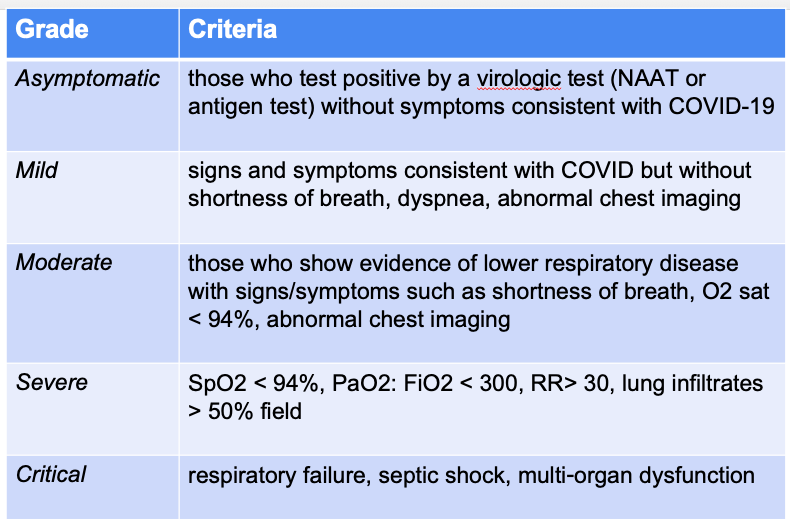 Grade
Criteria
Asymptomatic
those who test positive by a virologic test (NAAT or
antigen test) without symptoms consistent with COVID-19
Mild
signs and symptoms consistent with COVID but without
shortness of breath, dyspnea, abnormal chest imaging
Moderate
those who show evidence of lower respiratory disease
with signs/symptoms such as shortness of breath, O2 sat
< 94%, abnormal chest imaging
Severe
SpO2 < 94%, PaO2: FiO2 < 300, RR> 30, lung infiltrates
> 50% field
Critical
respiratory failure, septic shock, multi-organ dysfunction